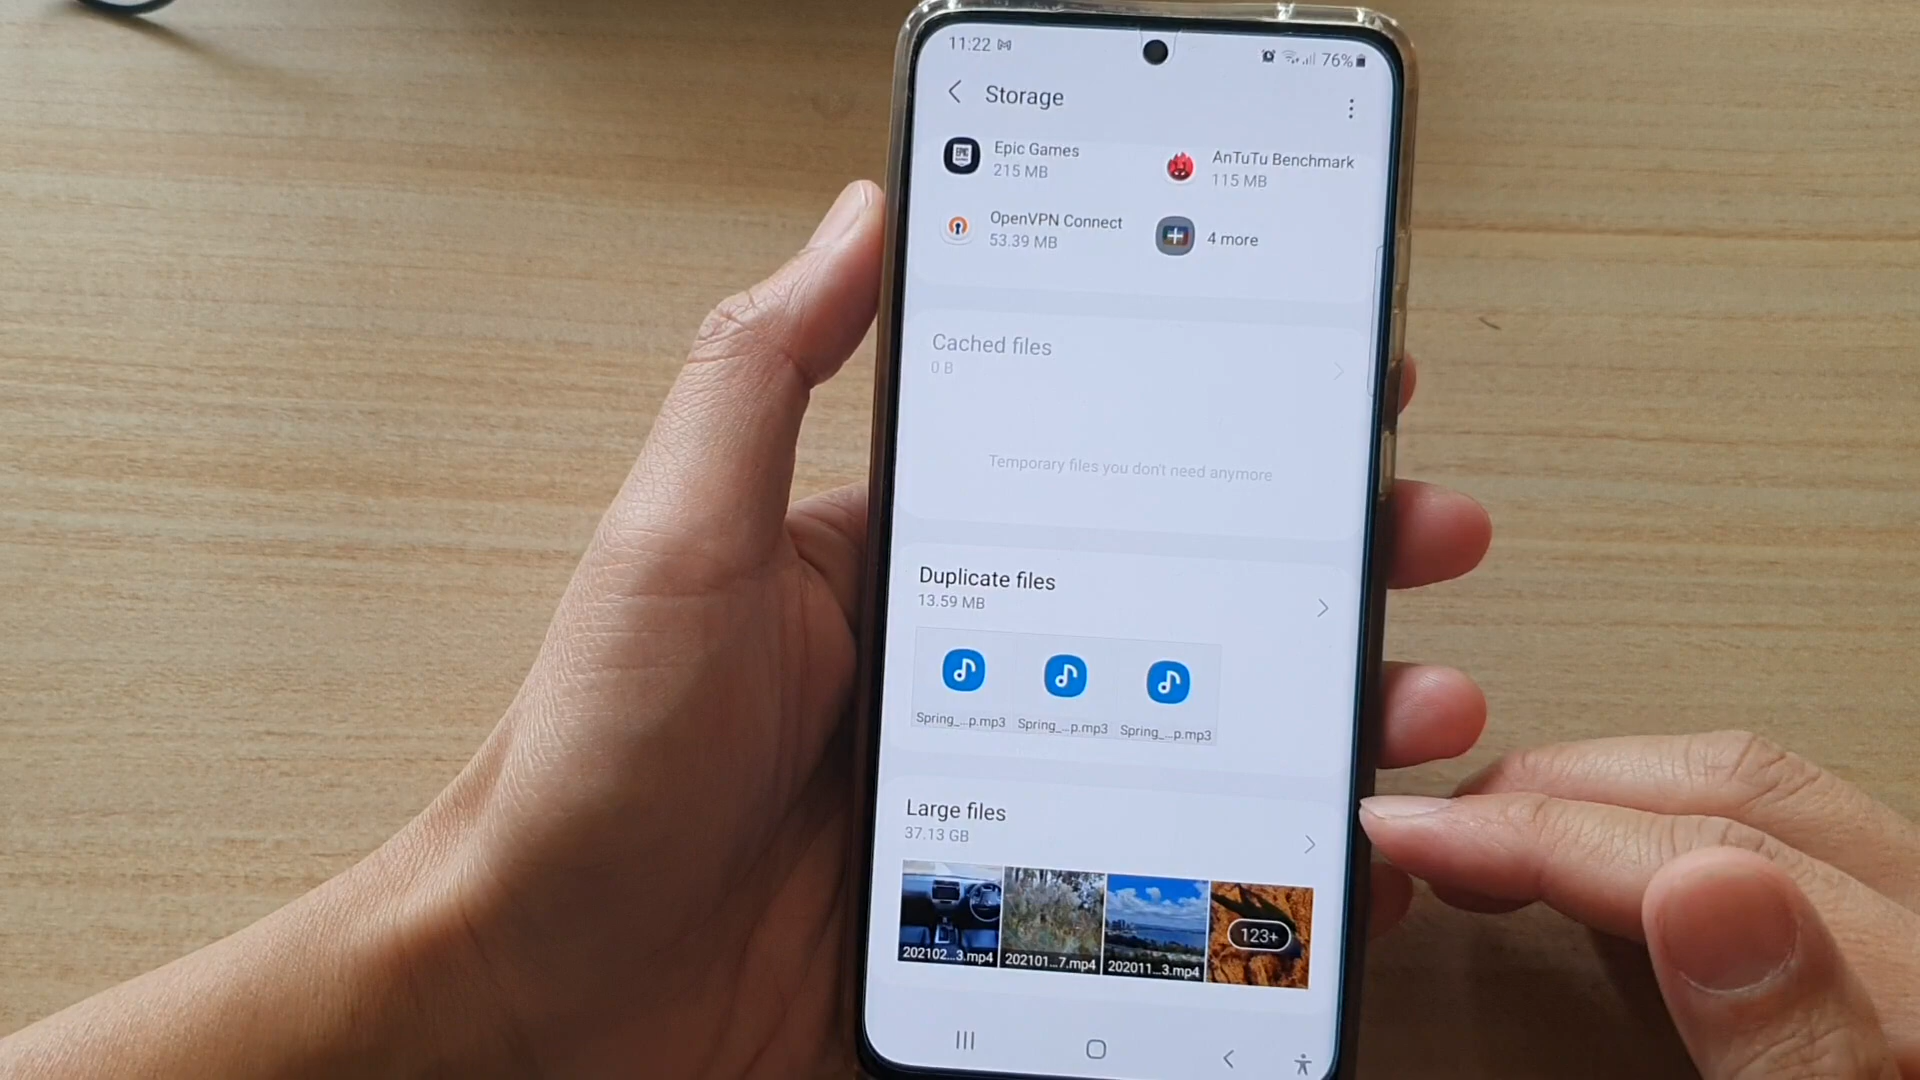 11:22
76%
Storage
EPIC GAMES
Epic Games
215 MB
AnTuTu Benchmark
115 MB
OpenVPN Connect
53.39 MB
4 more
Cached files
0 B
Temporary files you don't need anymore
Duplicate files
13.59 MB
Spring_...p.mp3
Spring_...p.mp3
Spring_...p.mp3
Large files
37.13 GB
202102...3.mp4
202101...7.mp4
202011...3.mp4
123+